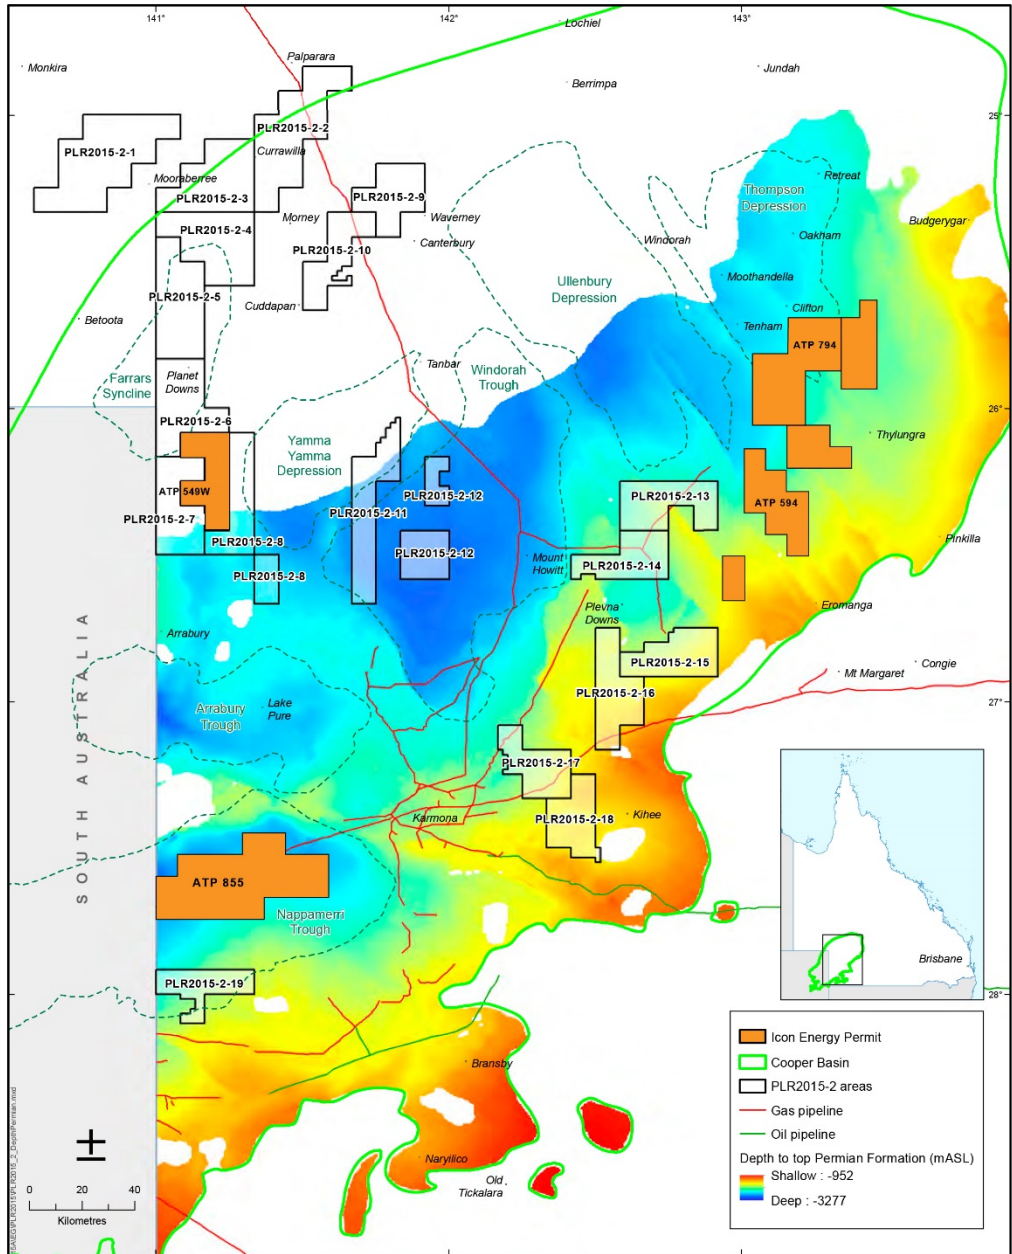 141°
142°
143°
Lochiel
Palparara
Monkira
Jundah
Berrimpa
25°
PLR2015-2-2
PLR2015-2-1
Currawilla
Mooraberree
Retreat
Thompson
Depression
PLR2015-2-3
PLR2015-2-9
Morney
Waverney
Budgerygar
PLR2015-2-4
Windorah
Oakham
PLR2015-2-10
Canterbury
Moothandella
Ullenbury
Depression
PLR2015-2-5
Cuddapan
Clifton
Betoota
Tenham
ATP 794
Tanbar
Windorah
Trough
Farrars
Syncline
Planet
Downs
26°
PLR2015-2-6
Yamma
Yamma
Depression
Thylungra
ATP 549W
PLR2015-2-12
PLR2015-2-13
ATP 594
PLR2015-2-7
PLR2015-2-11
PLR2015-2-8
PLR2015-2-12
Pinkilla
Mount
Howitt
PLR2015-2-14
PLR2015-2-8
Plevna
Downs
Eromanga
Arrabury
PLR2015-2-15
Congie
Mt Margaret
PLR2015-2-16
27°
Arrabury
Trough
Lake
Pure
SOUTH AUSTRALIA
PLR2015-2-17
Karmona
PLR2015-2-18
Kihee
ATP 855
Nappamerri
Trough
Brisbane
PLR2015-2-19
28°
Icon Energy Permit
Cooper Basin
PLR2015-2 areas
Gas pipeline
Oil pipeline
Depth to top Permian Formation (mASL)
Shallow : -952
Deep : -3277
Bransby
Naryilico
Old
Tickalara
0 20 40
Kilometres